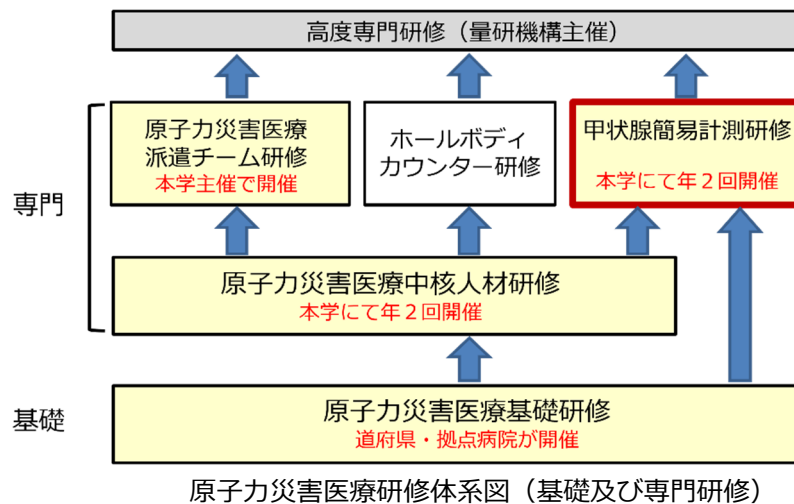 高度専門研修（量研機構主催）
専門
原子力災害医療
派遣チーム研修
本学主催で開催
ホールボディ
カウンター研修
甲状腺簡易計測研修
本学にて年２回開催
原子力災害医療中核人材研修
本学にて年２回開催
基礎
原子力災害医療基礎研修
道府県・拠点病院が開催
原子力災害医療研修体系図（基礎及び専門研修）